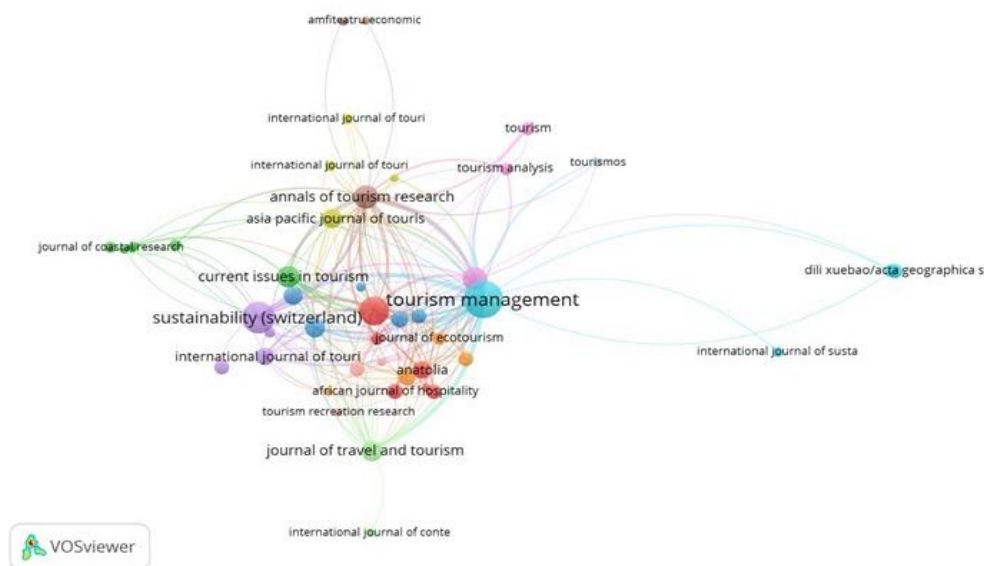 amfiteatru economic
international journal of touri
tourism
international journal of touri
tourismos
tourism analysis
annals of tourism research
asia pacific journal of touris
journal of coastal research
dili xuebao/acta geographica s
current issues in tourism
tourism management
sustainability (switzerland)
journal of ecotourism
international journal of susta
international journal of touri
anatolia
african journal of hospitality
tourism recreation research
journal of travel and tourism
international journal of conte
VOSviewer